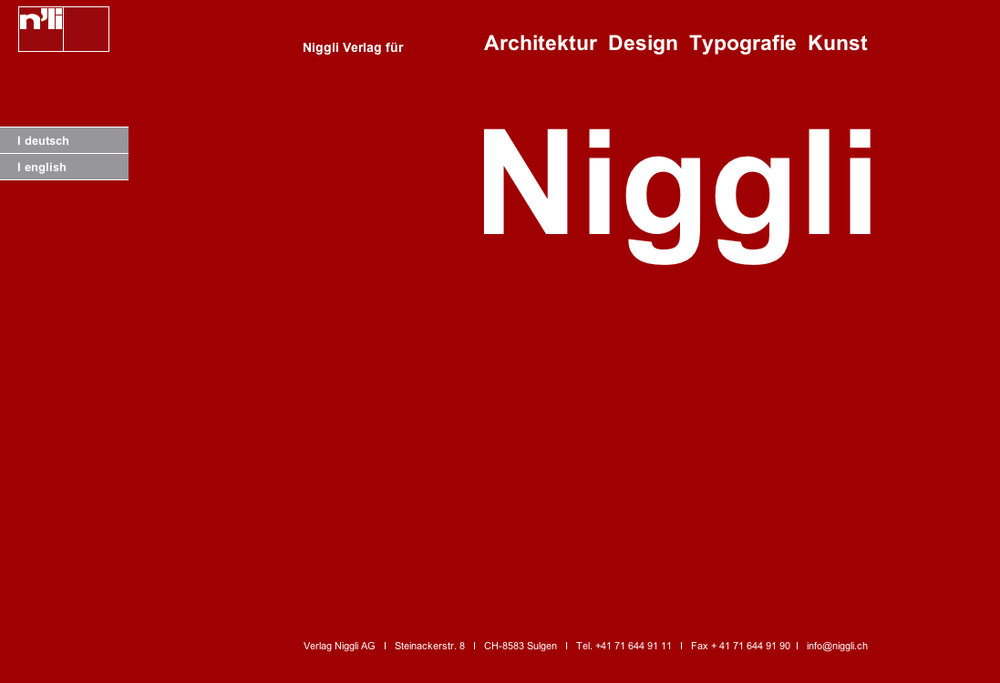 n'li
Niggli Verlag für Architektur Design Typografie Kunst
I deutsch
I english
Niggli
Verlag Niggli AG I Steinackerstr. 8 I CH-8583 Sulgen I Tel. +41 71 644 91 11 I Fax + 41 71 644 91 90 I info@niggli.ch